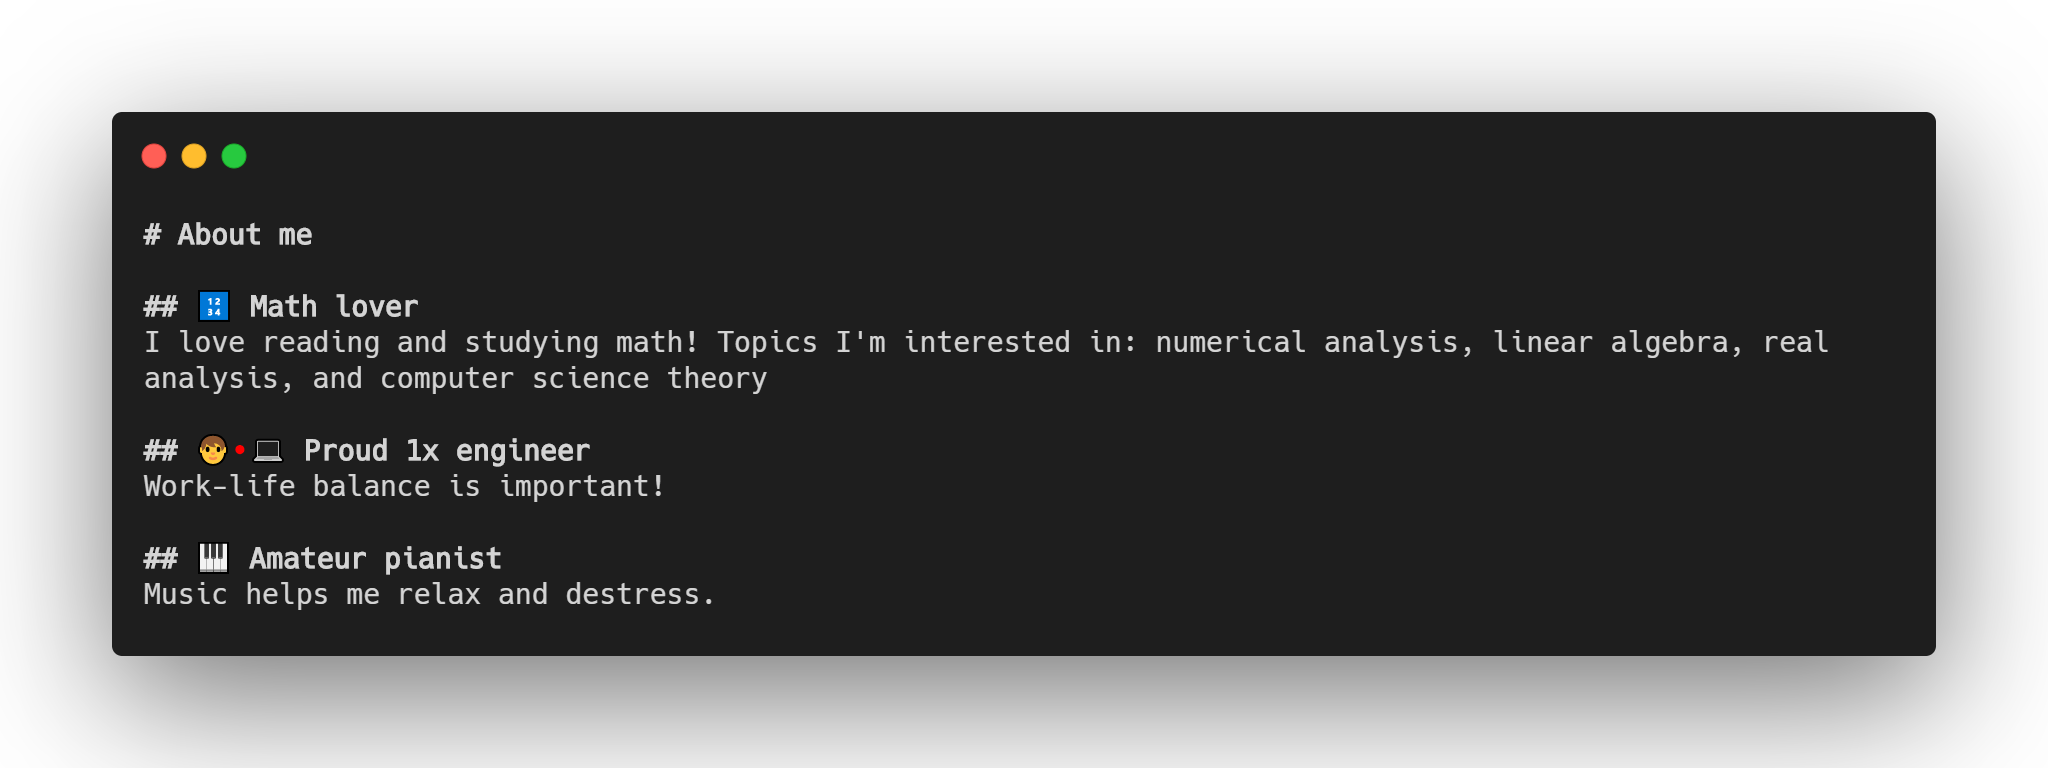 # About me
## 🔢 Math lover
I love reading and studying math! Topics I'm interested in: numerical analysis, linear algebra, real
analysis, and computer science theory
## 🧑•💻 Proud 1x engineer
Work-life balance is important!
## 🎹 Amateur pianist
Music helps me relax and destress.